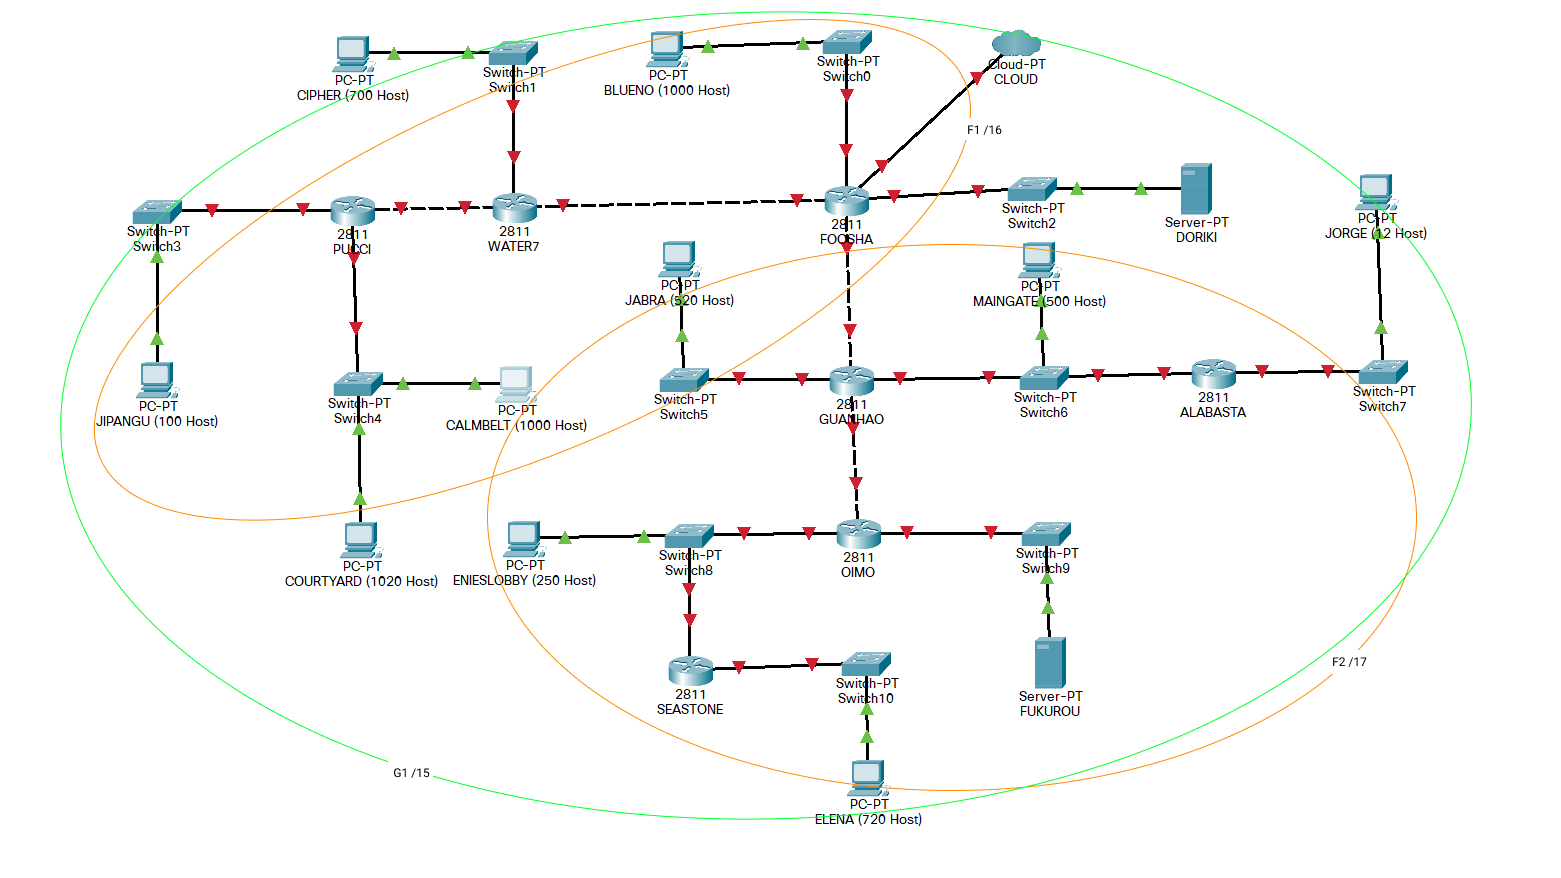 PC-PT
CIPHER (700 Host)
Switch-PT
Switch1
PC-PT
BLUENO (1000 Host)
Switch-PT
Switch0
Cloud-PT
CLOUD
F1 /16
Switch-PT
Switch3
2811
PUCCI
2811
WATER7
2811
FOOSHA
Switch-PT
Switch2
Server-PT
DORIKI
PC-PT
JORGE (12 Host)
PC-PT
JABRA (520 Host)
PC-PT
MAINGATE (500 Host)
PC-PT
JIPANGU (100 Host)
Switch-PT
Switch4
PC-PT
CALMBELT (1000 Host)
Switch-PT
Switch5
2811
GUANHAO
Switch-PT
Switch6
2811
ALABASTA
Switch-PT
Switch7
PC-PT
COURTYARD (1020 Host)
PC-PT
ENIESLOBBY (250 Host)
Switch-PT
Switch8
2811
OIMO
Switch-PT
Switch9
2811
SEASTONE
Switch-PT
Switch10
Server-PT
FUKUROU
F2 /17
G1 /15
PC-PT
ELENA (720 Host)